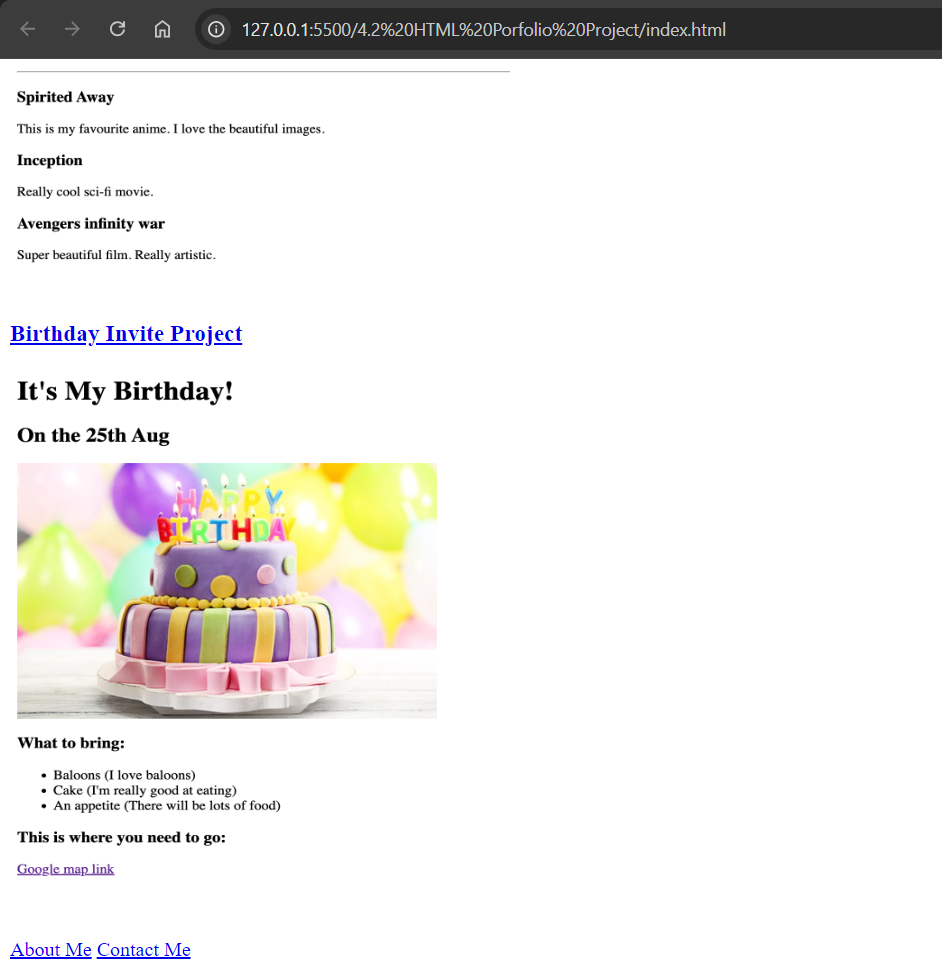 127.0.0.1:5500/4.2%20HTML%20Porfolio%20Project/index.html
Spirited Away
This is my favourite anime. I love the beautiful images.
Inception
Really cool sci-fi movie.
Avengers infinity war
Super beautiful film. Really artistic.
Birthday Invite Project
It's My Birthday!
On the 25th Aug
HAPPY
BIRTHDAY
What to bring:
• Baloons (I love baloons)
• Cake (I'm really good at eating)
• An appetite (There will be lots of food)
This is where you need to go:
Google map link
About Me Contact Me